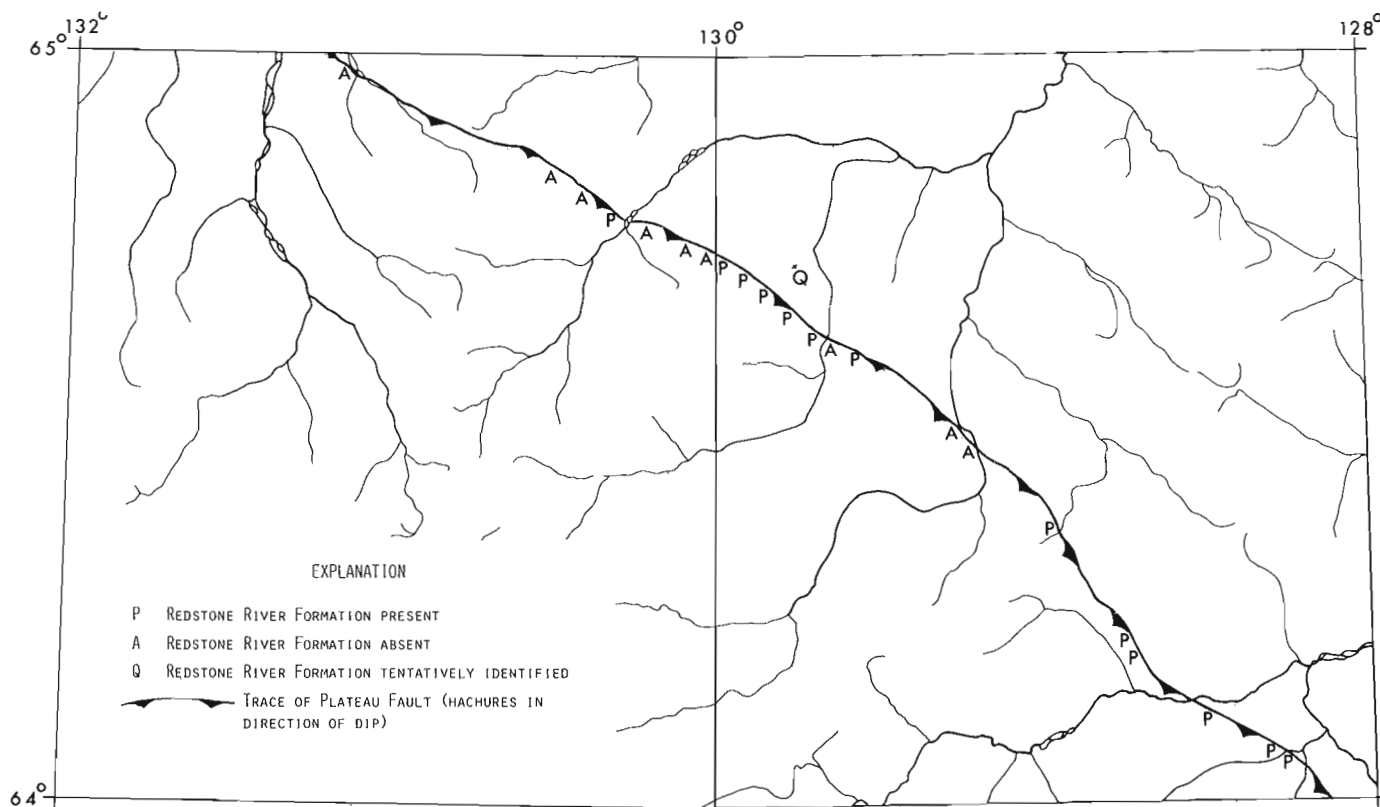 132°
130°
128°
65°
A
A
A
P
A
A
A
P
P
P
Q
P
P
A
P
A
A
P
P
P
P
P
P
64°
EXPLANATION
P REDSTONE RIVER FORMATION PRESENT
A REDSTONE RIVER FORMATION ABSENT
Q REDSTONE RIVER FORMATION TENTATIVELY IDENTIFIED
TRACE OF PLATEAU FAULT (HACHURES IN
DIRECTION OF DIP)